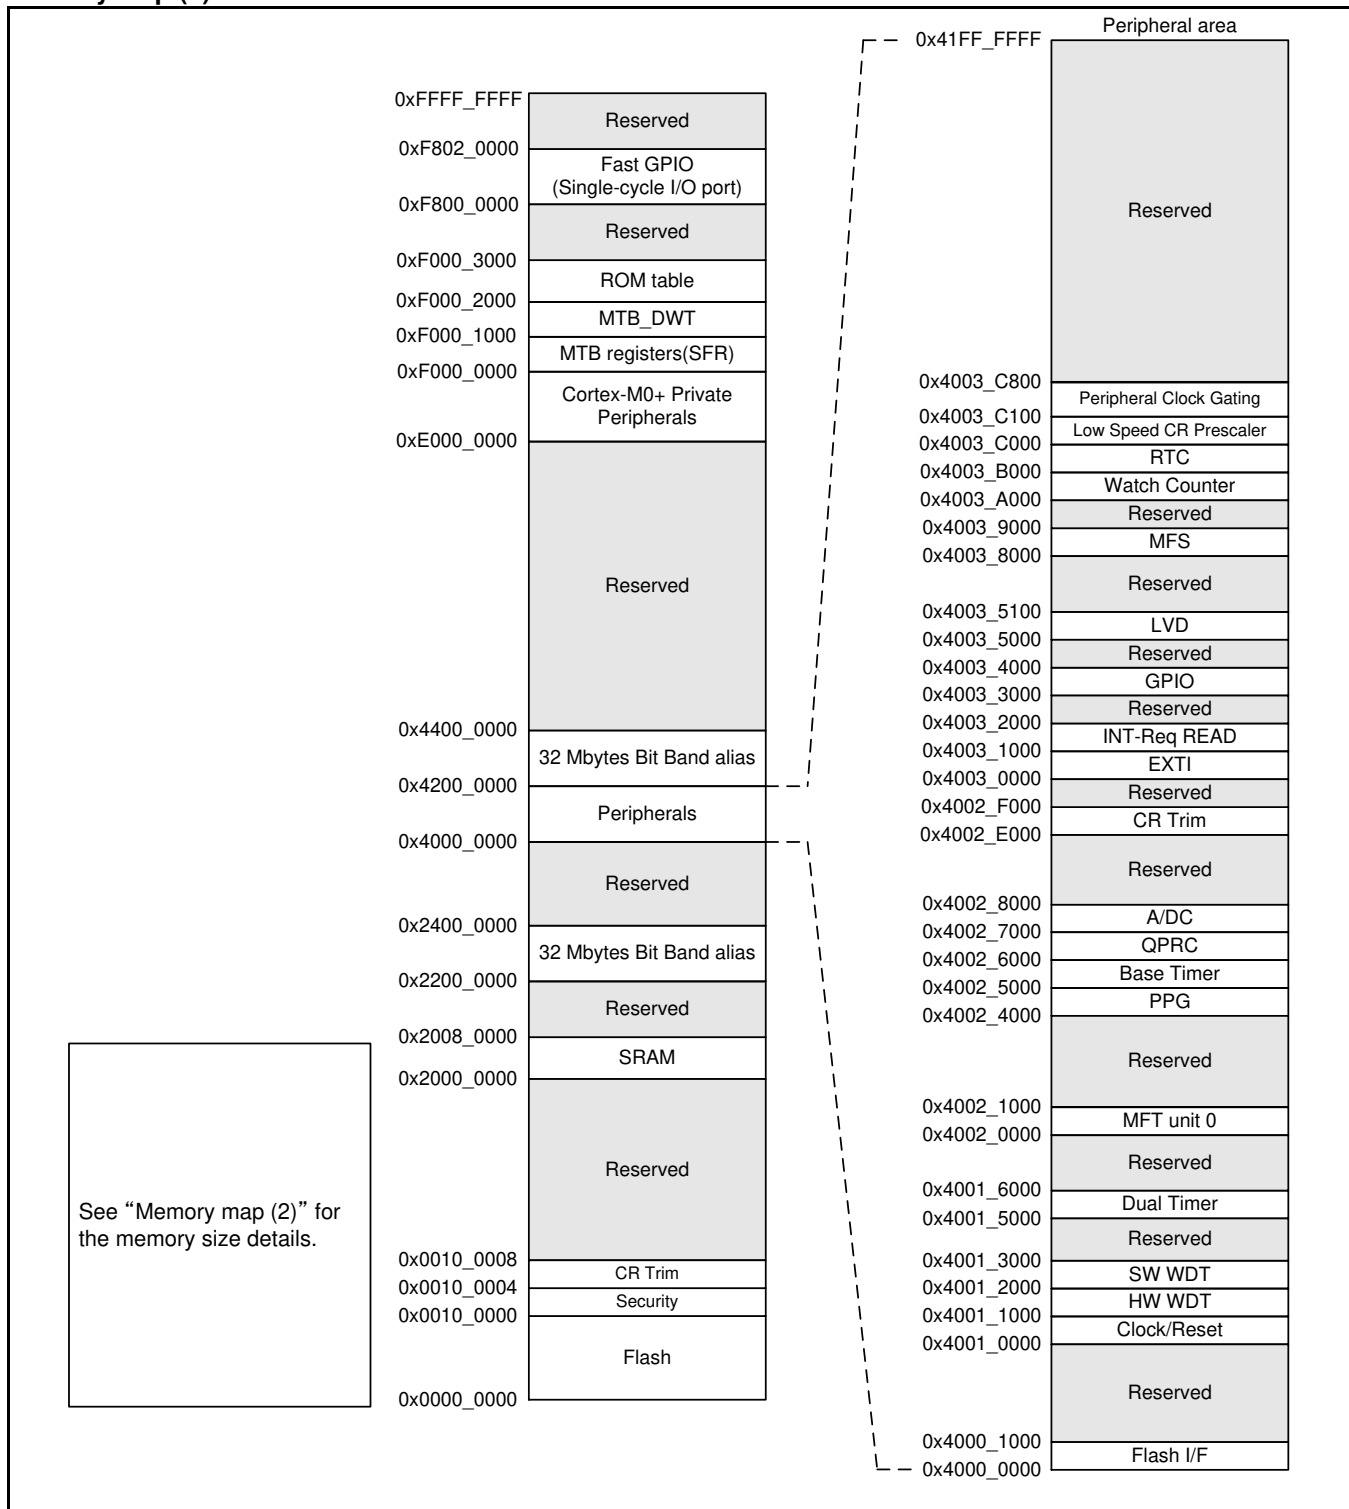 Peripheral area
0x41FF_FFFF
Reserved
0x4003_C800
Peripheral Clock Gating
0x4003_C100
Low Speed CR Prescaler
0x4003_C000
RTC
0x4003_B000
Watch Counter
0x4003_A000
Reserved
0x4003_9000
MFS
0x4003_8000
Reserved
0x4003_5100
LVD
0x4003_5000
Reserved
0x4003_4000
GPIO
0x4003_3000
Reserved
0x4003_2000
INT-Req READ
0x4003_1000
EXTI
0x4003_0000
Reserved
0x4002_F000
CR Trim
0x4002_E000
Reserved
0x4002_8000
A/DC
0x4002_7000
QPRC
0x4002_6000
Base Timer
0x4002_5000
PPG
0x4002_4000
Reserved
0x4002_1000
MFT unit 0
0x4002_0000
Reserved
0x4001_6000
Dual Timer
0x4001_5000
Reserved
0x4001_3000
SW WDT
0x4001_2000
HW WDT
0x4001_1000
Clock/Reset
0x4001_0000
Reserved
0x4000_1000
Flash I/F
0x4000_0000
0xFFFF_FFFF
Reserved
0xF802_0000
Fast GPIO
(Single-cycle I/O port)
0xF800_0000
Reserved
0xF000_3000
ROM table
0xF000_2000
MTB_DWT
0xF000_1000
MTB registers(SFR)
0xF000_0000
Cortex-M0+ Private
Peripherals
0xE000_0000
Reserved
0x4400_0000
32 Mbytes Bit Band alias
0x4200_0000
Peripherals
0x4000_0000
Reserved
0x2400_0000
32 Mbytes Bit Band alias
0x2200_0000
Reserved
0x2008_0000
SRAM
0x2000_0000
Reserved
0x0010_0008
CR Trim
0x0010_0004
Security
0x0010_0000
Flash
0x0000_0000
See “Memory map (2)” for
the memory size details.